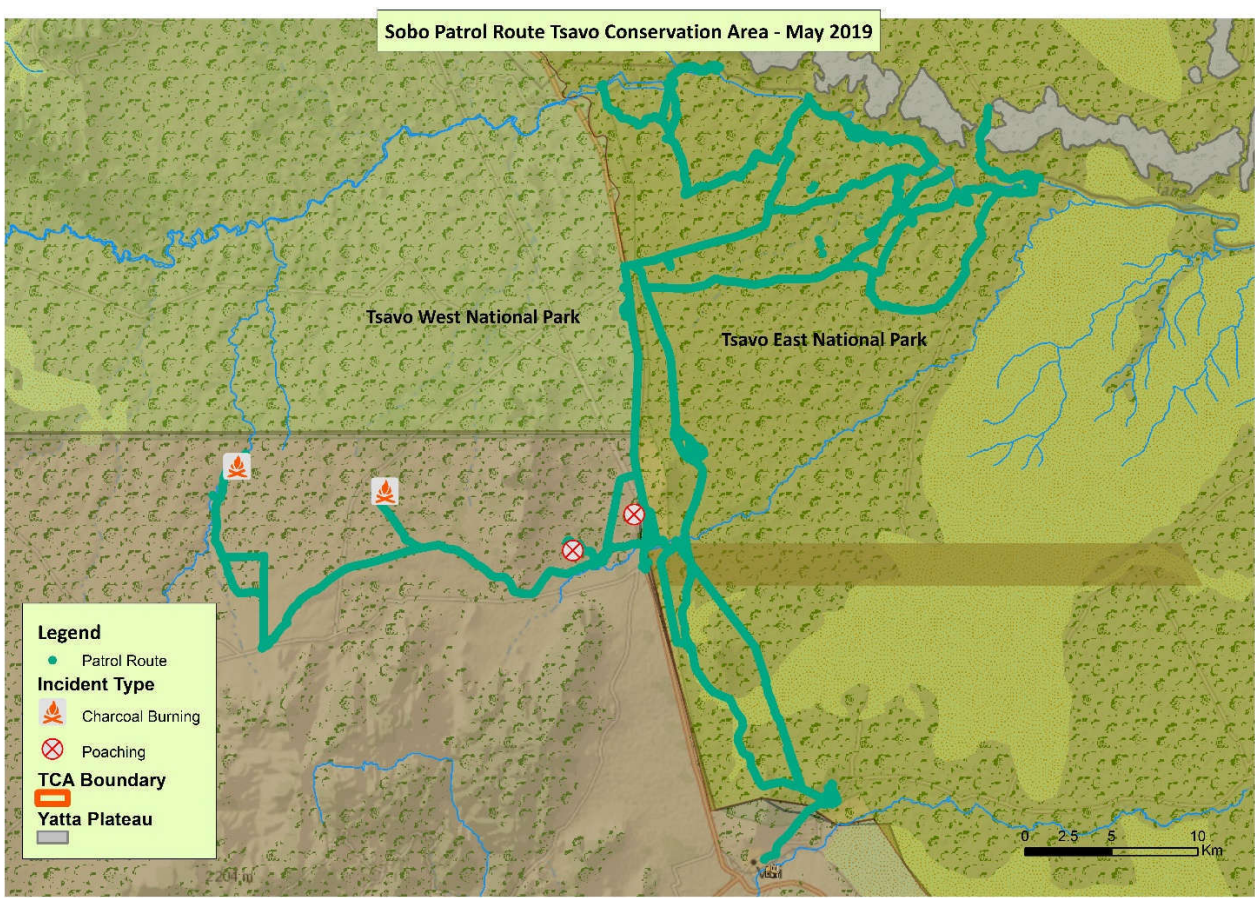 Sobo Patrol Route Tsavo Conservation Area - May 2019
Tsavo West National Park
Tsavo East National Park
Legend
Patrol Route
Incident Type
Charcoal Burning
Poaching
TCA Boundary
Yatta Plateau
0 2.5 5 10
Km